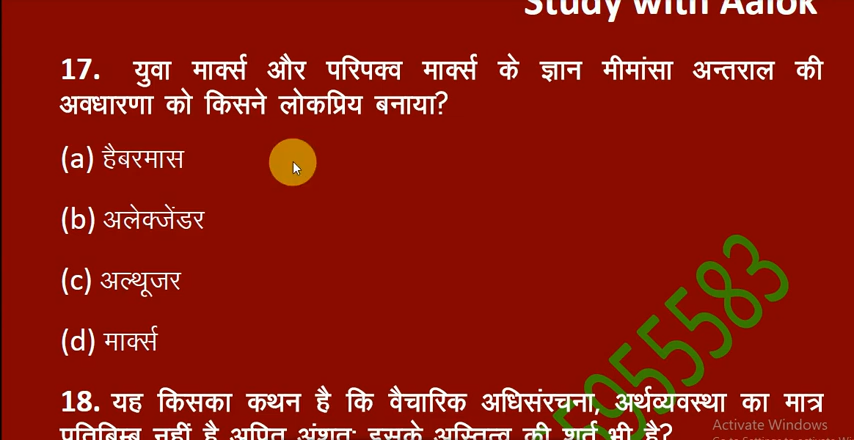 Study with Aalok
17. युवा मार्क्स और परिपक्व मार्क्स के ज्ञान मीमांसा अन्तराल की
अवधारणा को किसने लोकप्रिय बनाया?
(a) हैबरमास
(b) अलेक्जेंडर
(c) अल्थूजर
(d) मार्क्स
5955583
18. यह किसका कथन है कि वैचारिक अधिसंरचना, अर्थव्यवस्था का मात्र
प्रतिबिम्ब नहीं है अपितु अंशतः इसके अस्तित्व की शर्त भी है?
Activate Windows